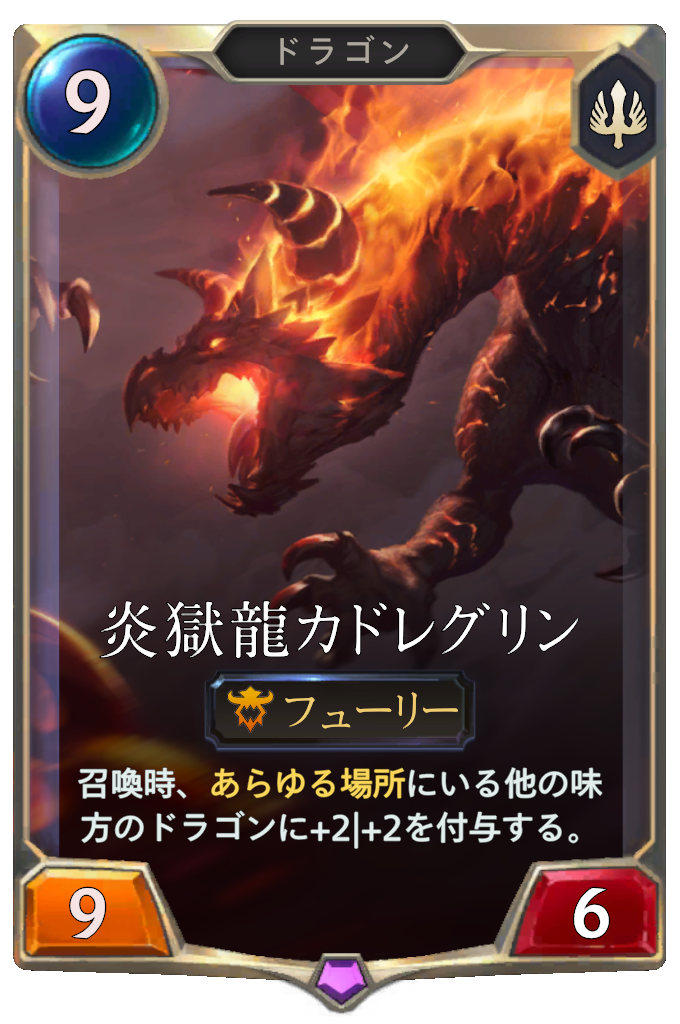 ドラゴン
9
炎獄龍カドレグリン
フューリー
召喚時、あらゆる場所にいる他の味
方のドラゴンに+2|+2を付与する。
9
6